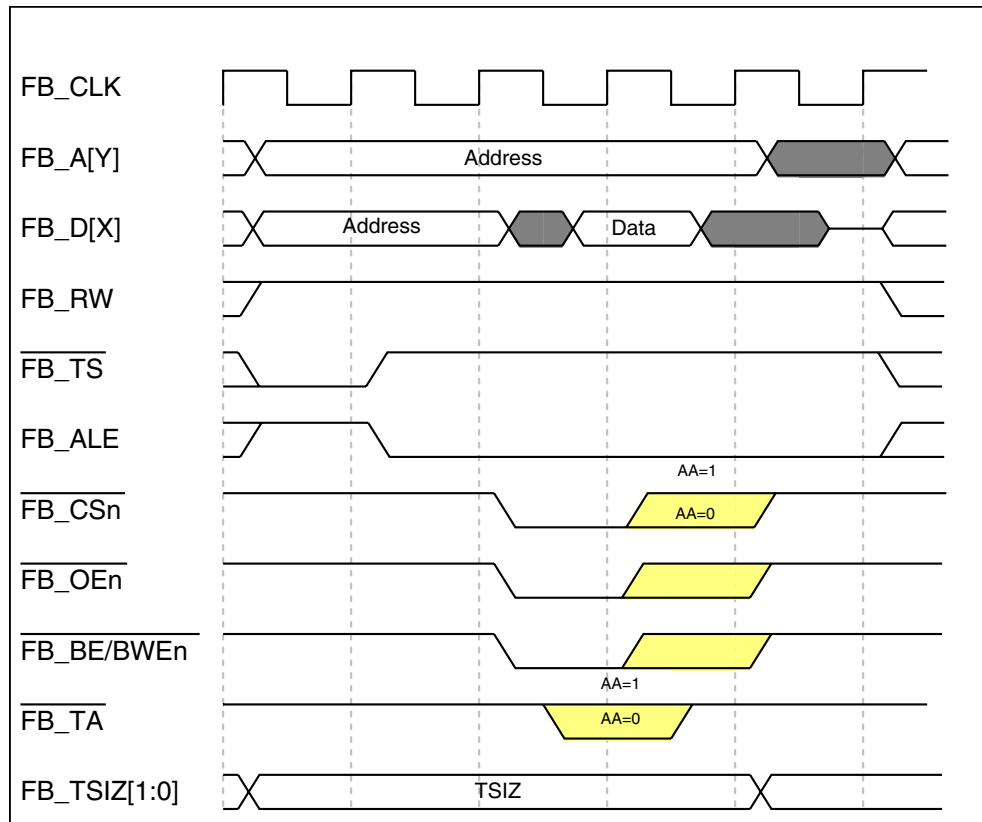 FB_CLK
FB_A[Y]
Address
FB_D[X]
Address
Data
FB_RW
FB_TS
FB_ALE
AA=1
FB_CSn
AA=0
FB_OEn
FB_BE/BWEn
AA=1
FB_TA
AA=0
FB_TSIZ[1:0]
TSIZ